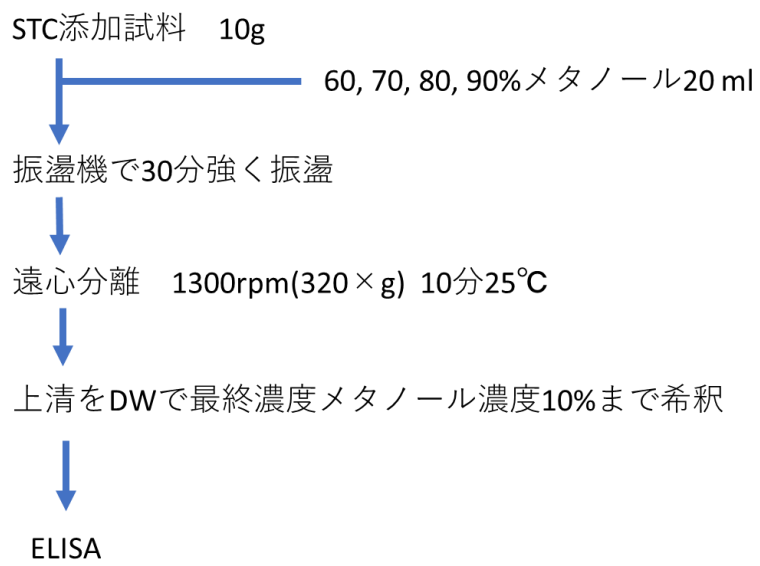 STC添加試料　10g
60, 70, 80, 90%メタノール20 ml
振盪機で30分強く振盪
遠心分離　1300rpm(320×g) 10分25℃
上清をDWで最終濃度メタノール濃度10%まで希釈
ELISA